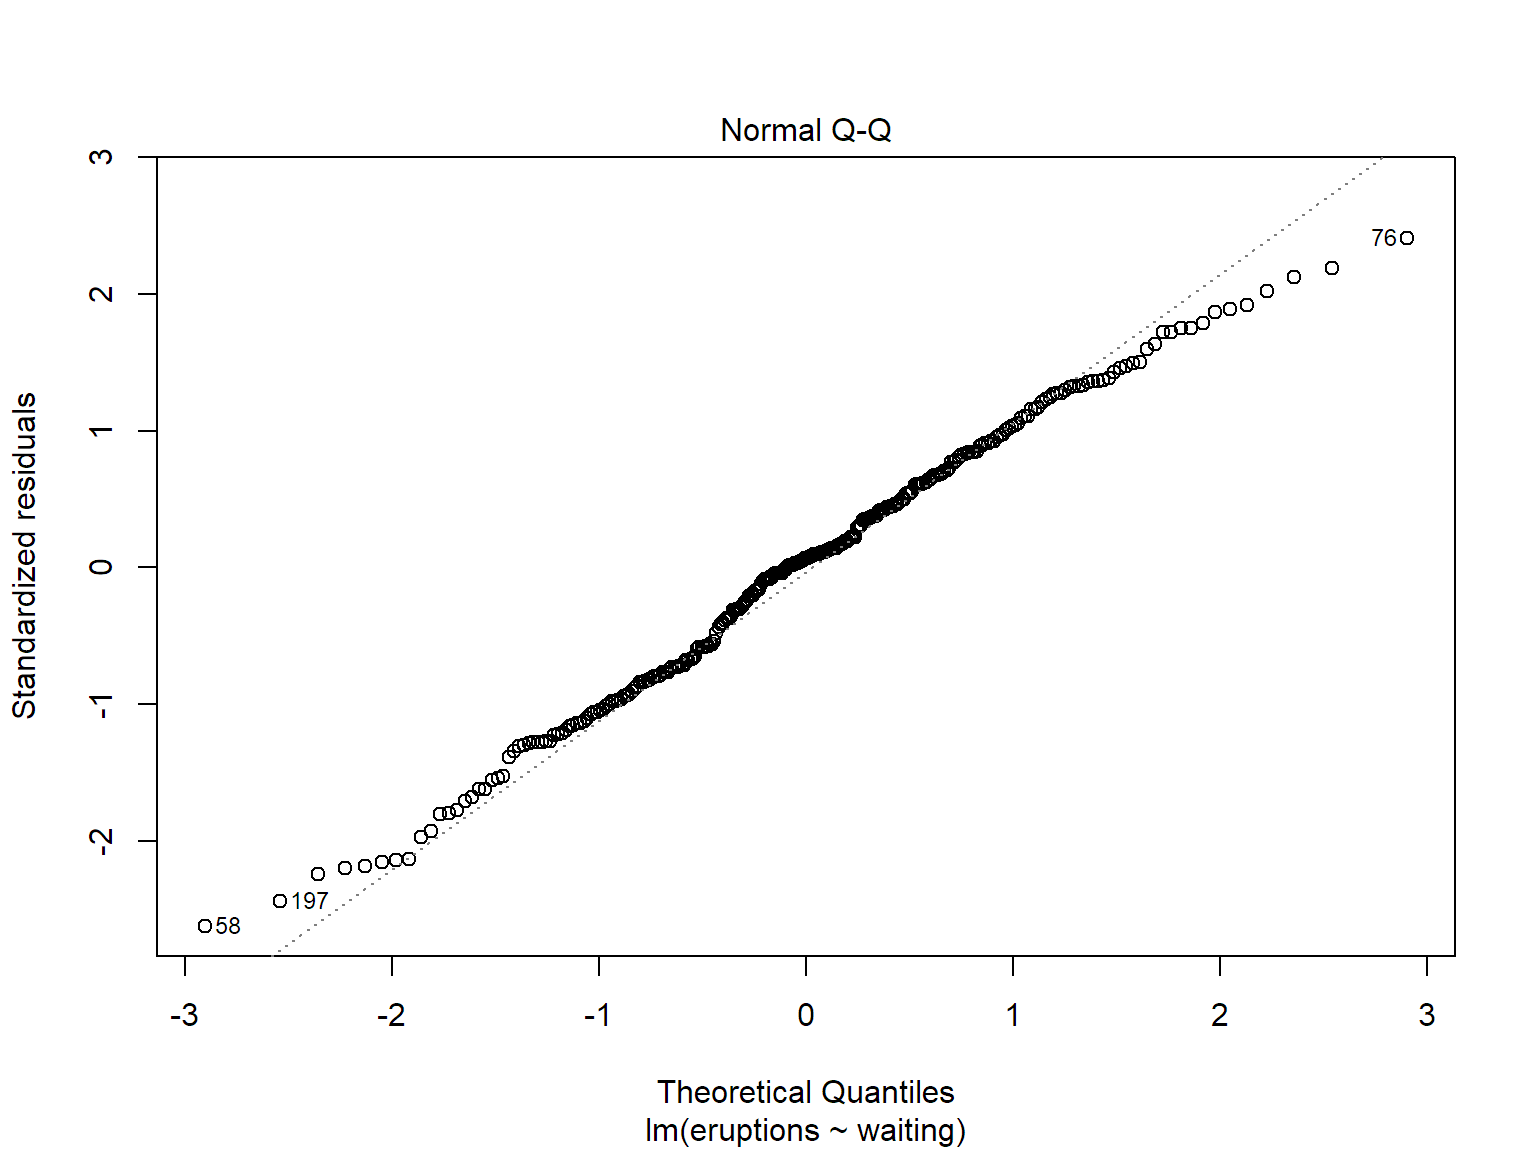 Normal Q-Q
Standardized residuals
3
2
1
0
-1
-2
76
197
58
-3 -2 -1 0 1 2 3
Theoretical Quantiles
lm(eruptions ~ waiting)